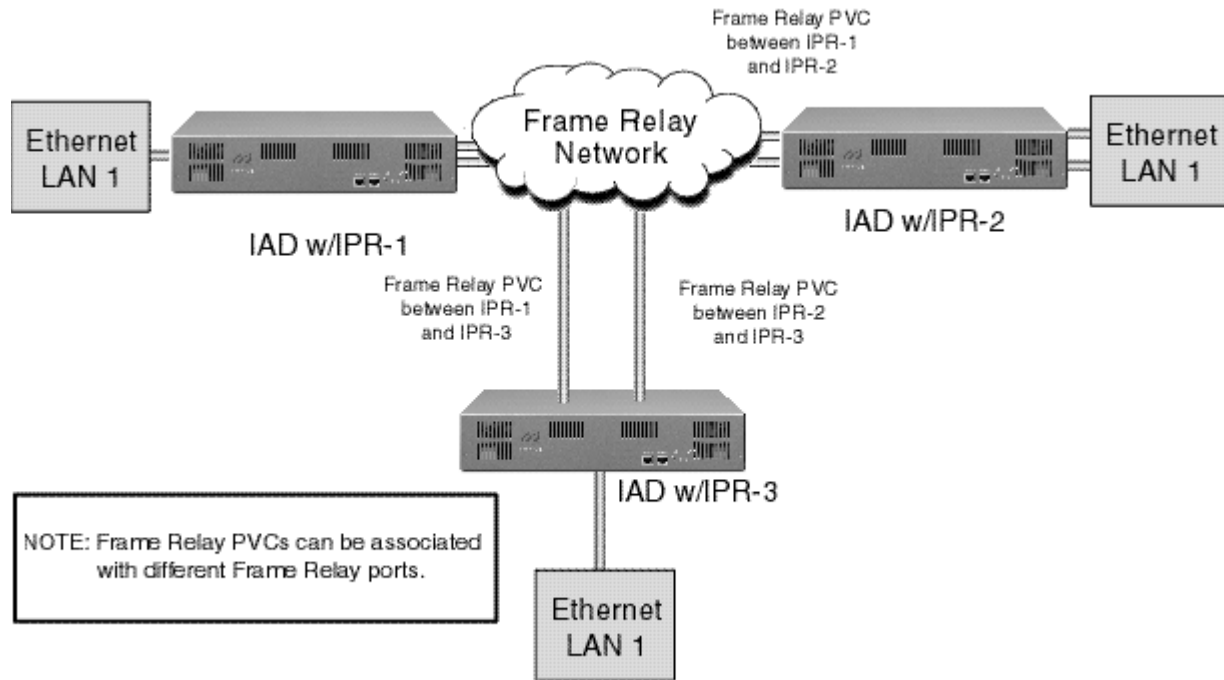 Frame Relay PVC
between IPR-1
and IPR-2
Ethernet
LAN 1
Frame Relay
Network
Ethernet
LAN 1
IAD w/IPR-1
IAD w/IPR-2
Frame Relay PVC
between IPR-1
and IPR-3
Frame Relay PVC
between IPR-2
and IPR-3
IAD w/IPR-3
NOTE: Frame Relay PVCs can be associated
with different Frame Relay ports.
Ethernet
LAN 1